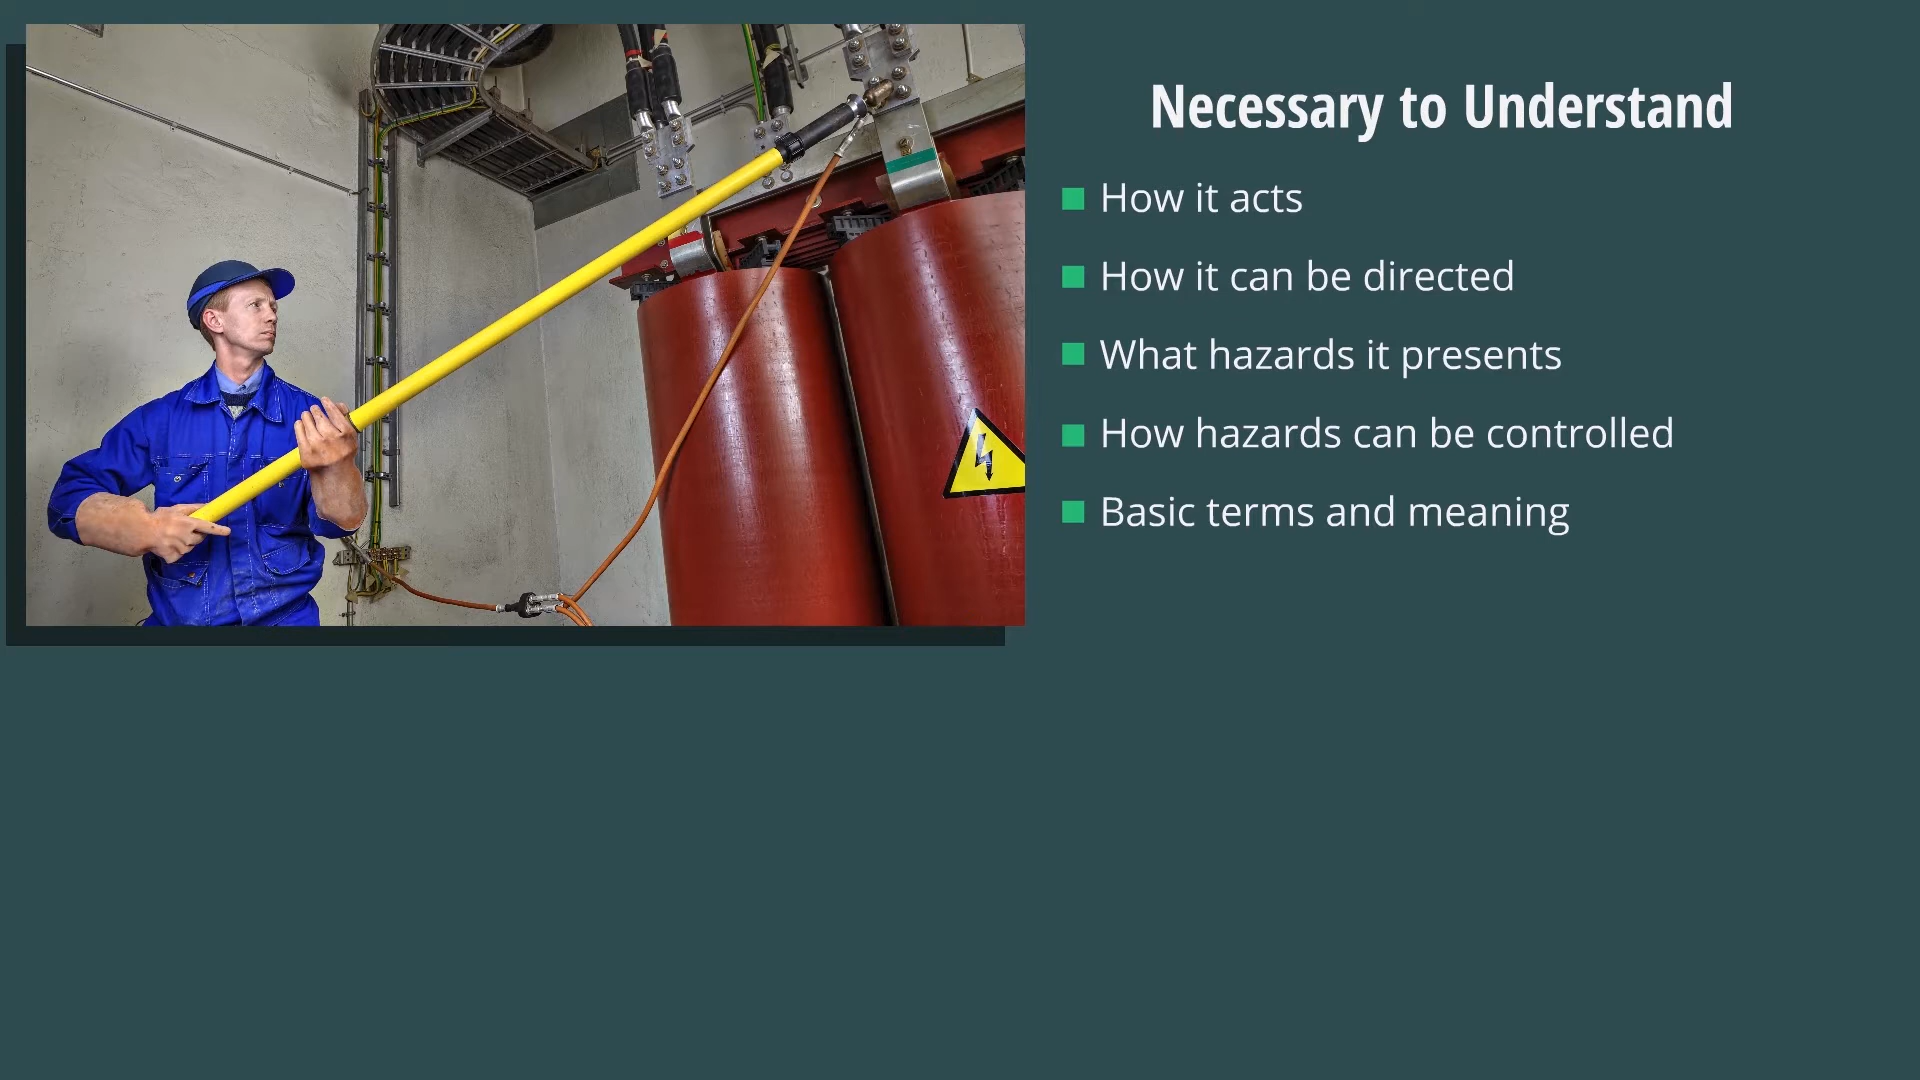 Necessary to Understand
How it acts
How it can be directed
What hazards it presents
How hazards can be controlled
Basic terms and meaning